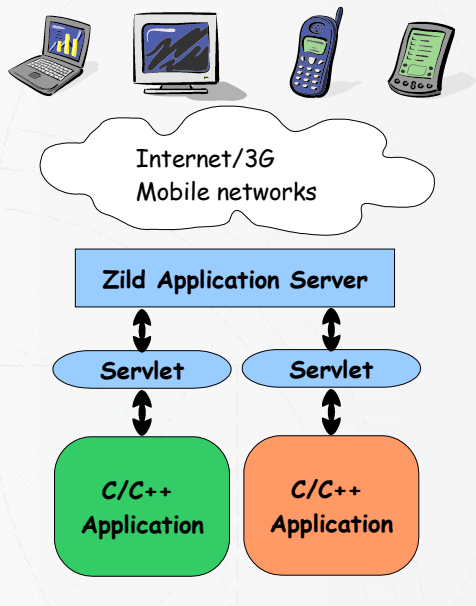 Internet/3G
Mobile networks
Zild Application Server
Servlet
Servlet
C/C++
Application
C/C++
Application